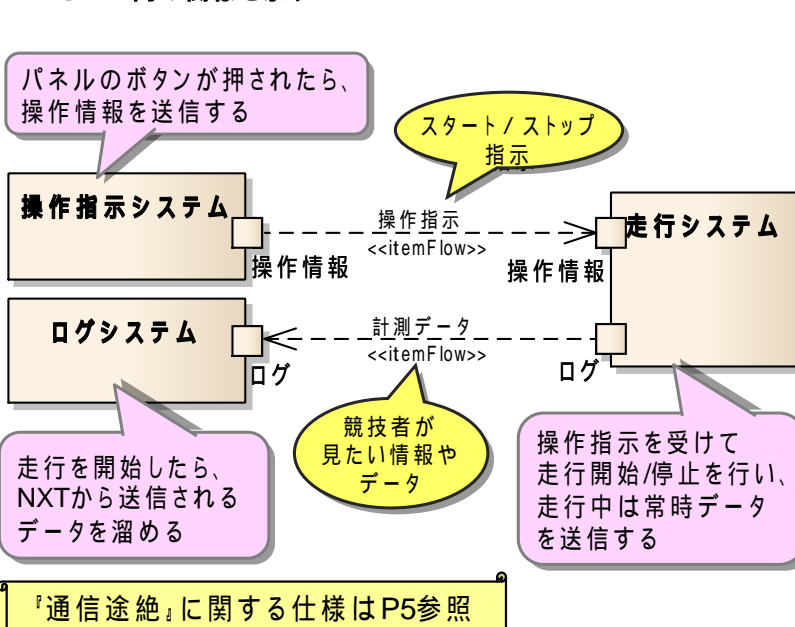 パネルのボタンが押されたら、
操作情報を送信する
スタート / ストップ
指示
操作指示システム
操作指示
<<itemFlow>>
操作情報
操作情報
走行システム
ログシステム
計測データ
<<itemFlow>>
ログ
ログ
競技者が
見たい情報や
データ
走行を開始したら、
NXTから送信される
データを溜める
操作指示を受けて
走行開始/停止を行い、
走行中は常時データ
を送信する
『通信途絶』に関する仕様はP5参照